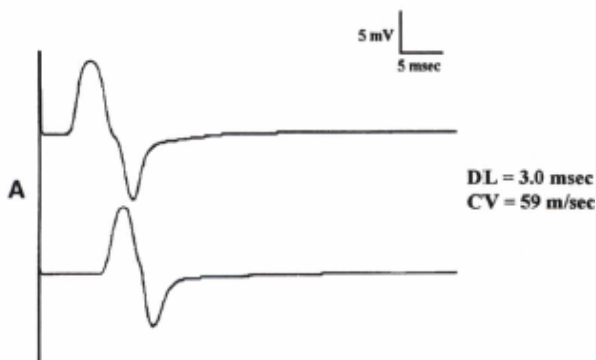 5 mV
5 msec
A
DL = 3.0 msec
CV = 59 m/sec